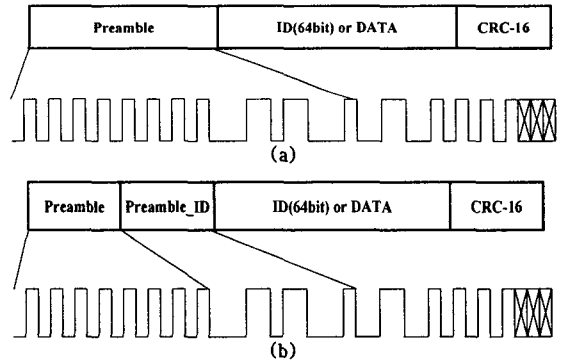 Preamble ID(64bit) or DATA CRC-16
(a)
Preamble Preamble_ID ID(64bit) or DATA CRC-16
(b)